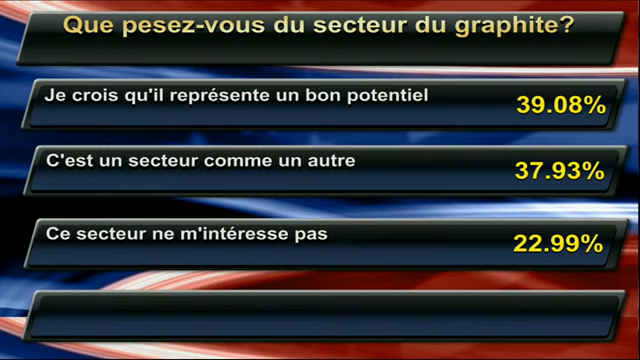 Que pesez-vous du secteur du graphite?
Je crois qu'il représente un bon potentiel
39.08%
C'est un secteur comme un autre
37.93%
Ce secteur ne m'intéresse pas
22.99%